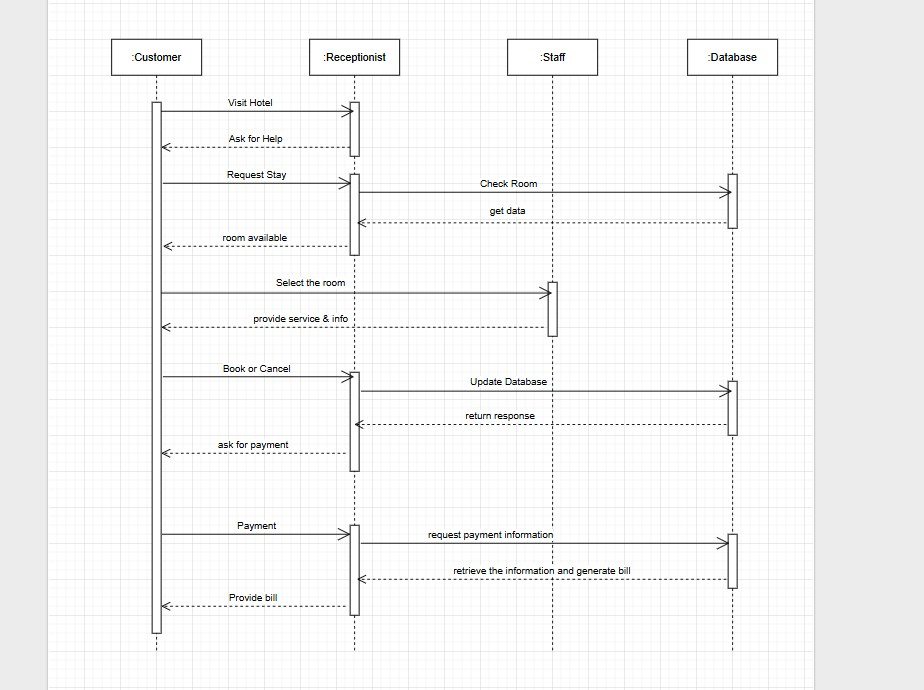 :Customer
:Receptionist
:Staff
:Database
Visit Hotel
Ask for Help
Request Stay
Check Room
get data
room available
Select the room
provide service & info
Book or Cancel
Update Database
return response
ask for payment
Payment
request payment information
retrieve the information and generate bill
Provide bill